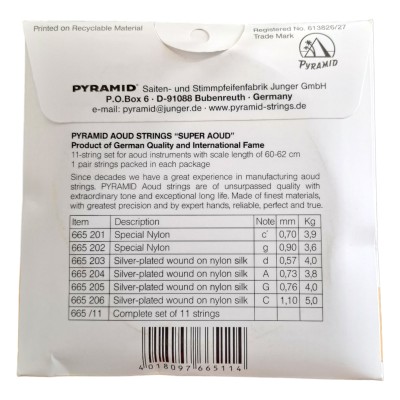 Printed on Recyclable Material
Registered No. 613826/27
Trade Mark
PYRAMID
PYRAMID® Saiten- und Stimmpfeifenfabrik Junger GmbH
P.O.Box 6 · D-91088 Bubenreuth · Germany
e-mail: pyramid@junger.de · www.pyramid-strings.de
PYRAMID AOUD STRINGS "SUPER AOUD"
Product of German Quality and International Fame
11-string set for aoud instruments with scale length of 60-62 cm
1 pair strings packed in each package
Since decades we have a great experience in manufacturing aoud
strings. PYRAMID Aoud strings are of unsurpassed quality with
extraordinary tone and exceptional long life. Made of finest materials,
with greatest precision and by expert hands, reliable, perfect and true.
Item Description Note mm Kg
665 201 Special Nylon c' 0,70 3,9
665 202 Special Nylon g 0,90 3,6
665 203 Silver-plated wound on nylon silk d 0,57 4,0
665 204 Silver-plated wound on nylon silk A 0,73 3,8
665 205 Silver-plated wound on nylon silk G 0,76 4,0
665 206 Silver-plated wound on nylon silk C 1,10 5,0
665 /11 Complete set of 11 strings
4018097665114